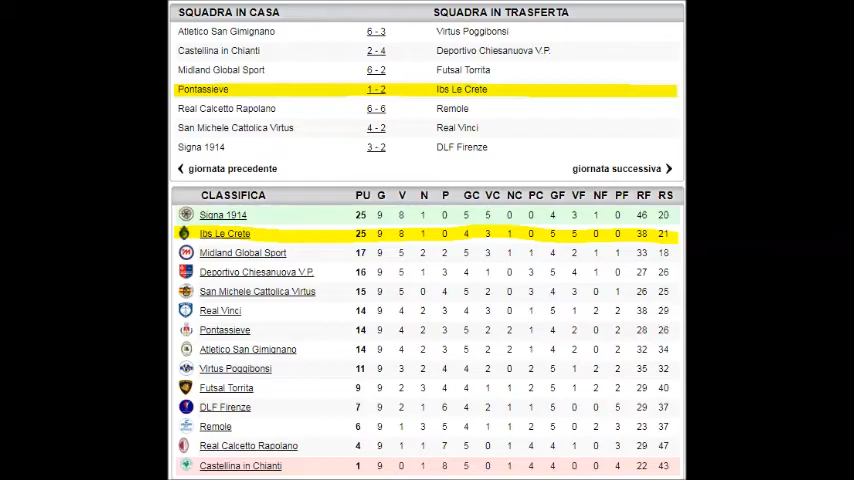 SQUADRA IN CASA SQUADRA IN TRASFERTA
Atletico San Gimignano 6 - 3 Virtus Poggibonsi
Castellina in Chianti 2 - 4 Deportivo Chiesanuova V.P.
Midland Global Sport 6 - 2 Futsal Torrita
Pontassieve 1 - 2 Ibs Le Crete
Real Calcetto Rapolano 6 - 6 Remole
San Michele Cattolica Virtus 4 - 2 Real Vinci
Signa 1914 3 - 2 DLF Firenze
giornata precedente giornata successiva
CLASSIFICA PU G V N P GC VC NC PC GF VF NF PF RF RS
Signa 1914 25 9 8 1 0 5 5 0 0 4 3 1 0 46 20
Ibs Le Crete 25 9 8 1 0 4 3 1 0 5 5 0 0 38 21
Midland Global Sport 17 9 5 2 2 5 3 1 1 4 2 1 1 33 18
Deportivo Chiesanuova V.P. 16 9 5 1 3 4 1 0 3 5 4 1 0 27 26
San Michele Cattolica Virtus 15 9 5 0 4 5 2 0 3 4 3 0 1 26 25
Real Vinci 14 9 4 2 3 4 3 0 1 5 1 2 2 38 29
Pontassieve 14 9 4 2 3 5 2 2 1 4 2 0 2 28 26
Atletico San Gimignano 14 9 4 2 3 5 2 2 1 4 2 0 2 32 34
Virtus Poggibonsi 11 9 3 2 4 4 2 0 2 5 1 2 2 35 32
Futsal Torrita 9 9 2 3 4 4 1 1 2 5 1 2 2 29 40
DLF Firenze 7 9 2 1 6 4 2 1 1 5 0 0 5 29 37
Remole 6 9 1 3 5 4 1 1 2 5 0 2 3 23 37
Real Calcetto Rapolano 4 9 1 1 7 5 0 1 4 4 1 0 3 29 47
Castellina in Chianti 1 9 0 1 8 5 0 1 4 4 0 0 4 22 43